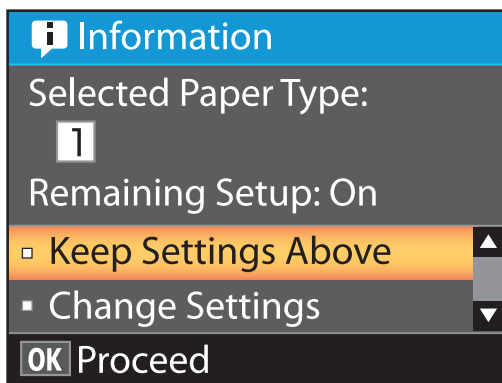 Information
Selected Paper Type:
1
Remaining Setup: On
Keep Settings Above
Change Settings
OK Proceed